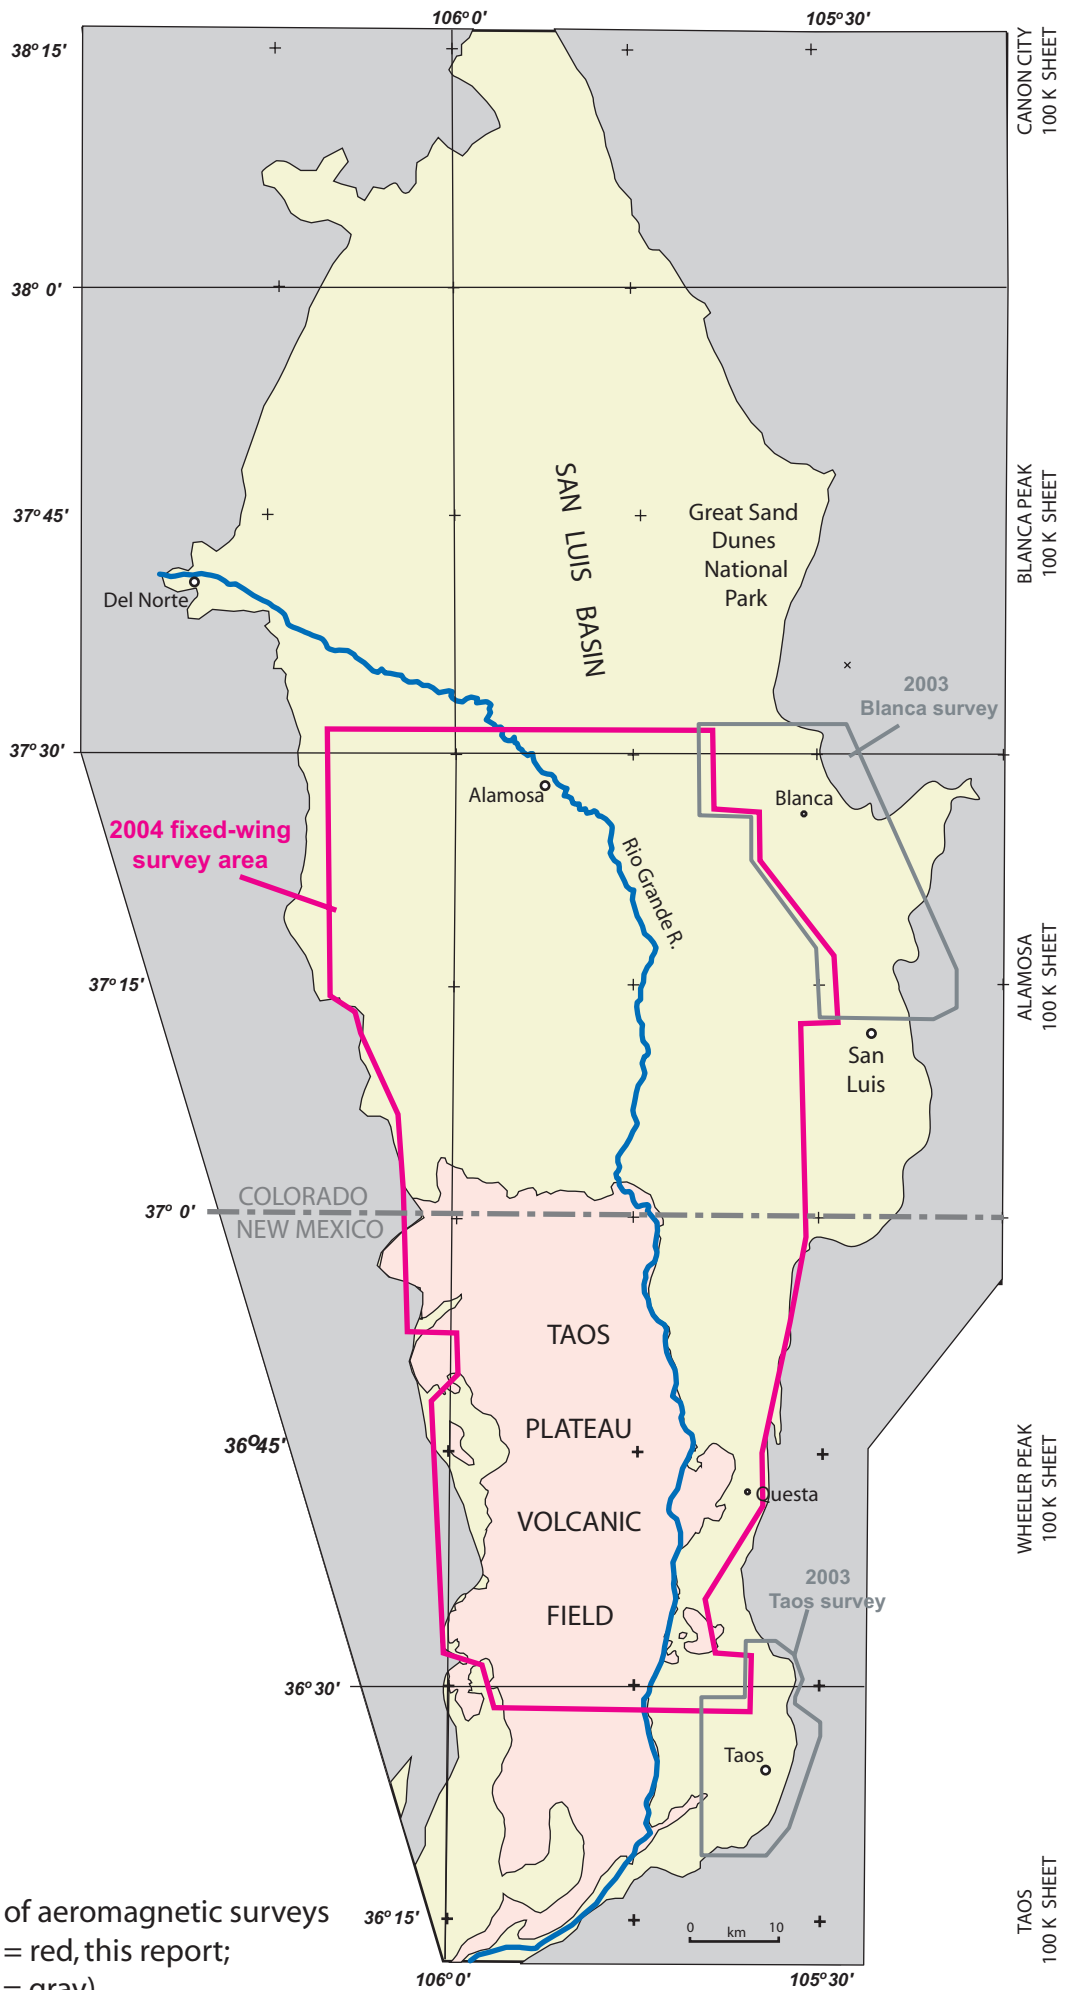 106° 0'
105° 30'
38° 15'
CANON CITY
100 K SHEET
38° 0'
37° 45'
SAN LUIS BASIN
Great Sand
Dunes
National
Park
BLANCA PEAK
100 K SHEET
Del Norte
2003
Blanca survey
37° 30'
Alamosa
Blanca
2004 fixed-wing
survey area
Rio Grande R.
37° 15'
ALAMOSA
100 K SHEET
San
Luis
COLORADO
37° 0'
NEW MEXICO
TAOS
PLATEAU
36° 45'
VOLCANIC
Questa
WHEELER PEAK
100 K SHEET
FIELD
2003
Taos survey
36° 30'
Taos
of aeromagnetic surveys
36° 15'
= red, this report;
= gray)
0 km 10
TAOS
100 K SHEET
106° 0'
105° 30'